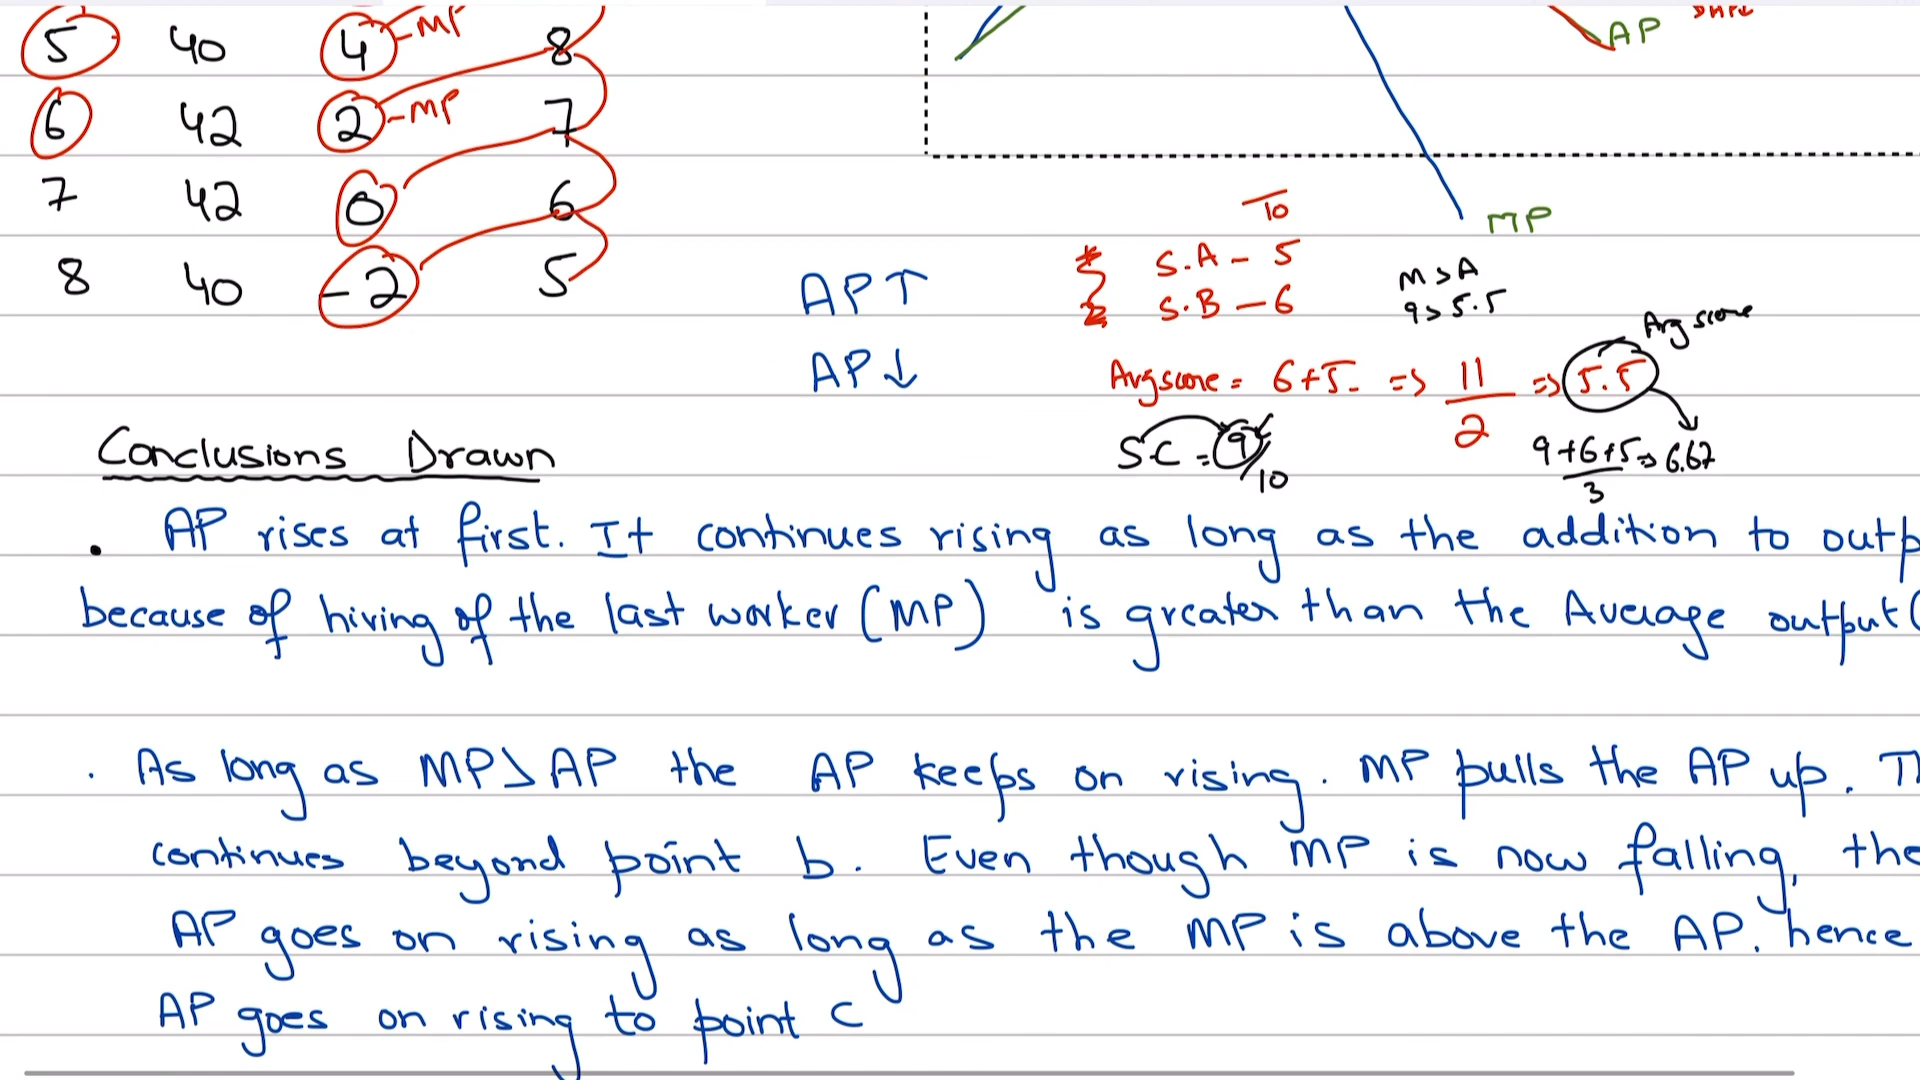 5 40 4 -MP 8
6 42 2 -MP 7
7 42 0 6
8 40 -2 5
AP
MP
10
S.A - 5
S.B - 6
M > A
9 > 5.5
AP↑
AP↓
Avg score
Avg score = 6+5 => 11/2 => 5.5
SC = 9/10
9+6+5/3 => 6.67
Conclusions Drawn
. AP rises at first. It continues rising as long as the addition to outp
because of hiring of the last worker (MP) is greater than the Average output (
. As long as MP > AP the AP keeps on rising. MP pulls the AP up. Th
continues beyond point b. Even though MP is now falling, the
AP goes on rising as long as the MP is above the AP. hence
AP goes on rising to point c